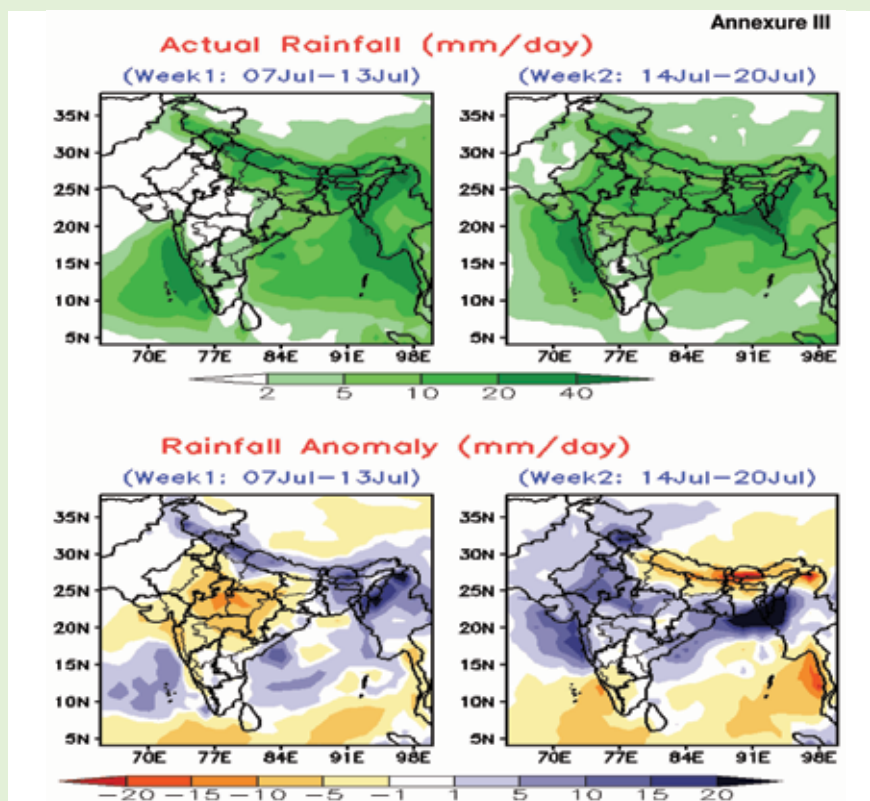 Annexure III
Actual Rainfall (mm/day)
(Week1: 07Jul-13Jul) (Week2: 14Jul-20Jul)
35N 35N
30N 30N
25N 25N
20N 20N
15N 15N
10N 10N
5N 5N
70E 77E 84E 91E 98E 70E 77E 84E 91E 98E
2 5 10 20 40
Rainfall Anomaly (mm/day)
(Week1: 07Jul-13Jul) (Week2: 14Jul-20Jul)
35N 35N
30N 30N
25N 25N
20N 20N
15N 15N
10N 10N
5N 5N
70E 77E 84E 91E 98E 70E 77E 84E 91E 98E
-20 -15 -10 -5 -1 1 5 10 15 20